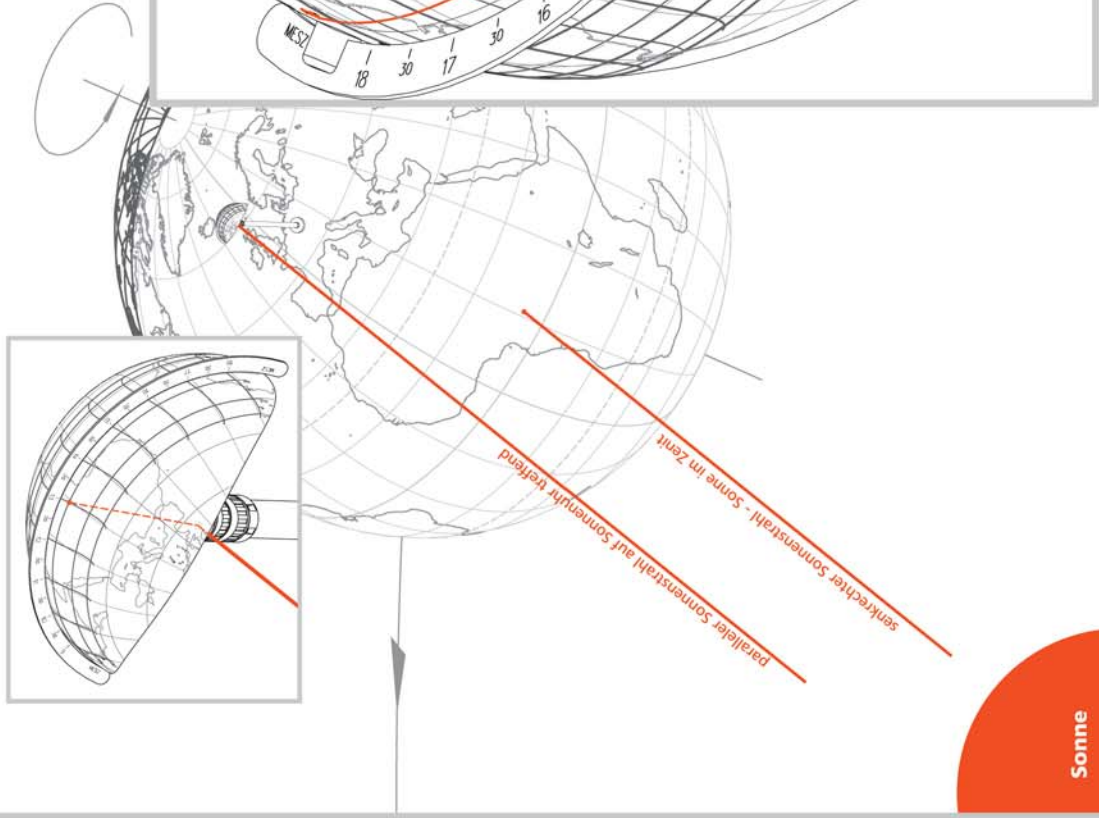 MESZ
18
30
17
30
16
senkrechter Sonnenstrahl - Sonne im Zenit
paralleler Sonnenstrahl auf Sonnenuhr treffend
Sonne